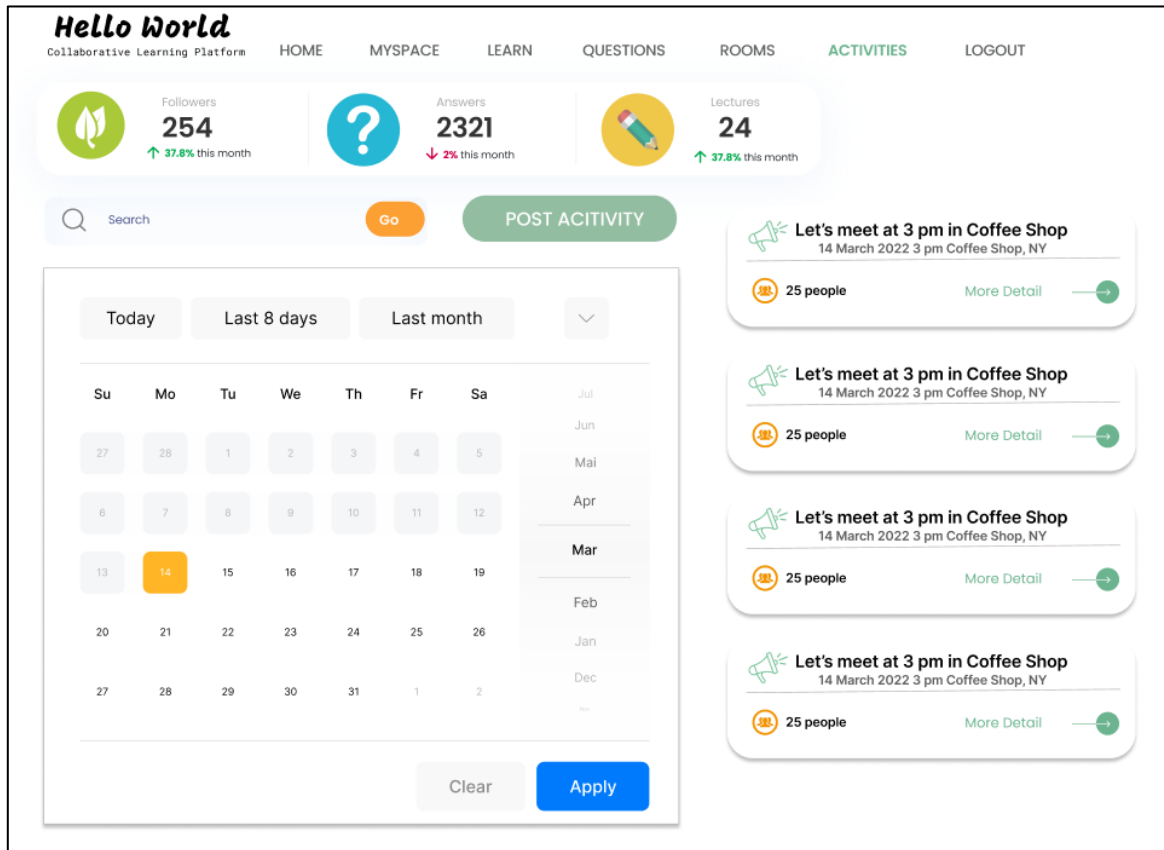 Hello World
Collaborative Learning Platform
HOME MYSPACE LEARN QUESTIONS ROOMS ACTIVITIES LOGOUT
Followers
254
37.8% this month
Answers
2321
2% this month
Lectures
24
37.8% this month
Search Go
POST ACITIVITY
Today Last 8 days Last month
Su Mo Tu We Th Fr Sa
27 28 1 2 3 4 5
6 7 8 9 10 11 12
13 14 15 16 17 18 19
20 21 22 23 24 25 26
27 28 29 30 31 1 2
Jul
Jun
Mai
Apr
Mar
Feb
Jan
Dec
Clear Apply
Let's meet at 3 pm in Coffee Shop
14 March 2022 3 pm Coffee Shop, NY
25 people More Detail
Let's meet at 3 pm in Coffee Shop
14 March 2022 3 pm Coffee Shop, NY
25 people More Detail
Let's meet at 3 pm in Coffee Shop
14 March 2022 3 pm Coffee Shop, NY
25 people More Detail
Let's meet at 3 pm in Coffee Shop
14 March 2022 3 pm Coffee Shop, NY
25 people More Detail